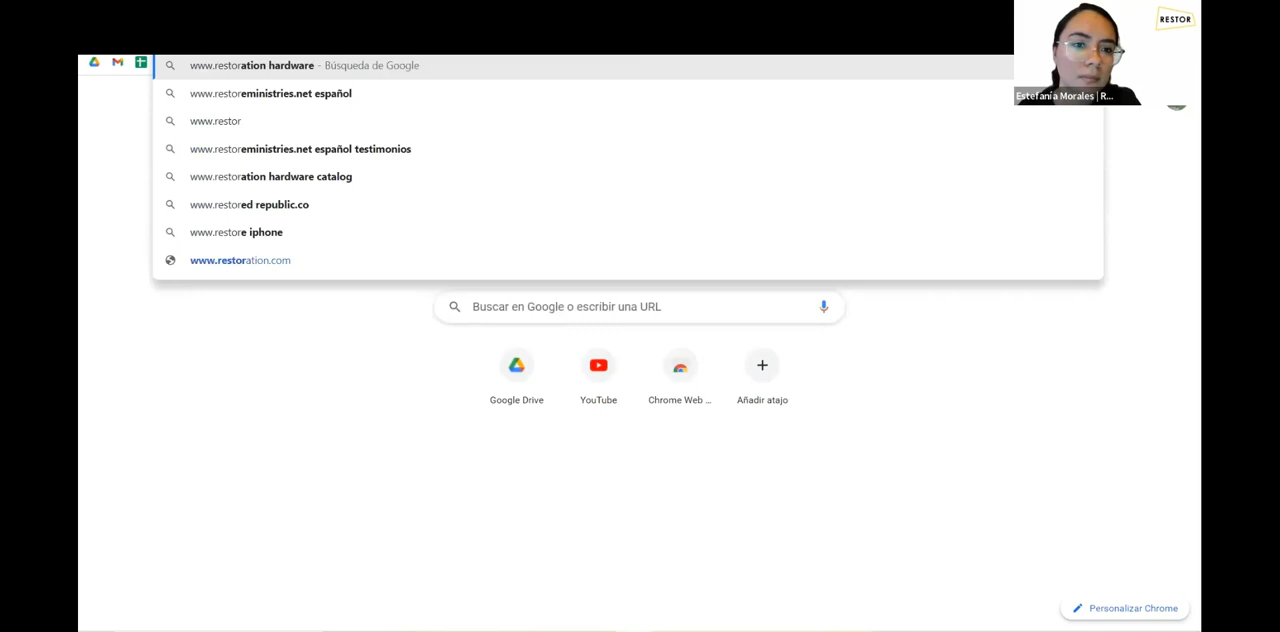 RESTOR
www.restoration hardware - Búsqueda de Google
www.restoreministries.net español
Estefanía Morales | R...
www.restor
www.restoreministries.net español testimonios
www.restoration hardware catalog
www.restored republic.co
www.restore iphone
www.restoration.com
Buscar en Google o escribir una URL
Google Drive
YouTube
Chrome Web ...
Añadir atajo
Personalizar Chrome